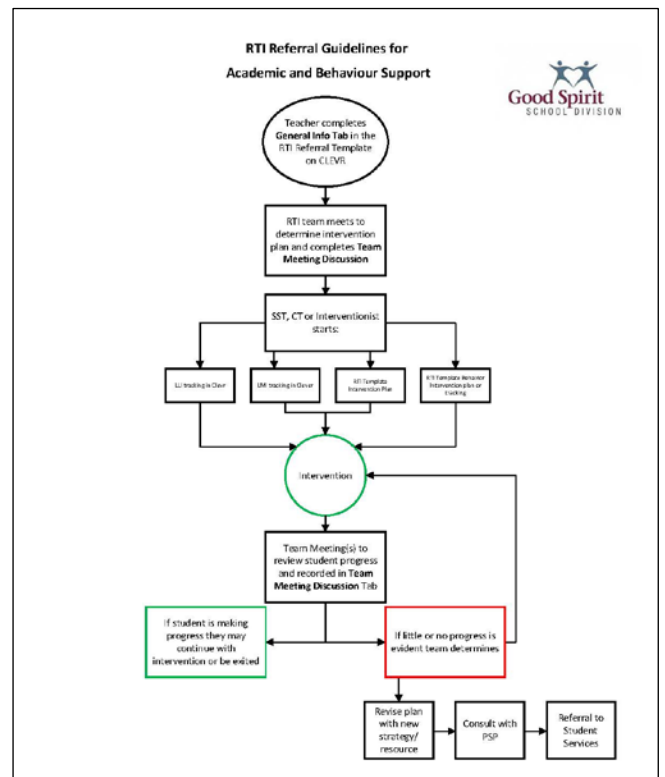 RTI Referral Guidelines for
Academic and Behaviour Support
Good Spirit
SCHOOL DIVISION
Teacher completes
General Info Tab in the
RTI Referral Template
on CLEVR
RTI team meets to
determine intervention
plan and completes Team
Meeting Discussion
SST, CT or Interventionist
starts:
LLI tracking in Clevr
tracking in Clevr
RTI Template
Intervention Plan
RTI Template Behavior
Intervention plan or
tracking
Intervention
Team Meeting(s) to
review student progress
and recorded in Team
Meeting Discussion Tab
If student is making
progress they may
continue with
intervention or be exited
If little or no progress is
evident team determines
Revise plan
with new
strategy/
resource
Consult with
PSP
Referral to
Student
Services